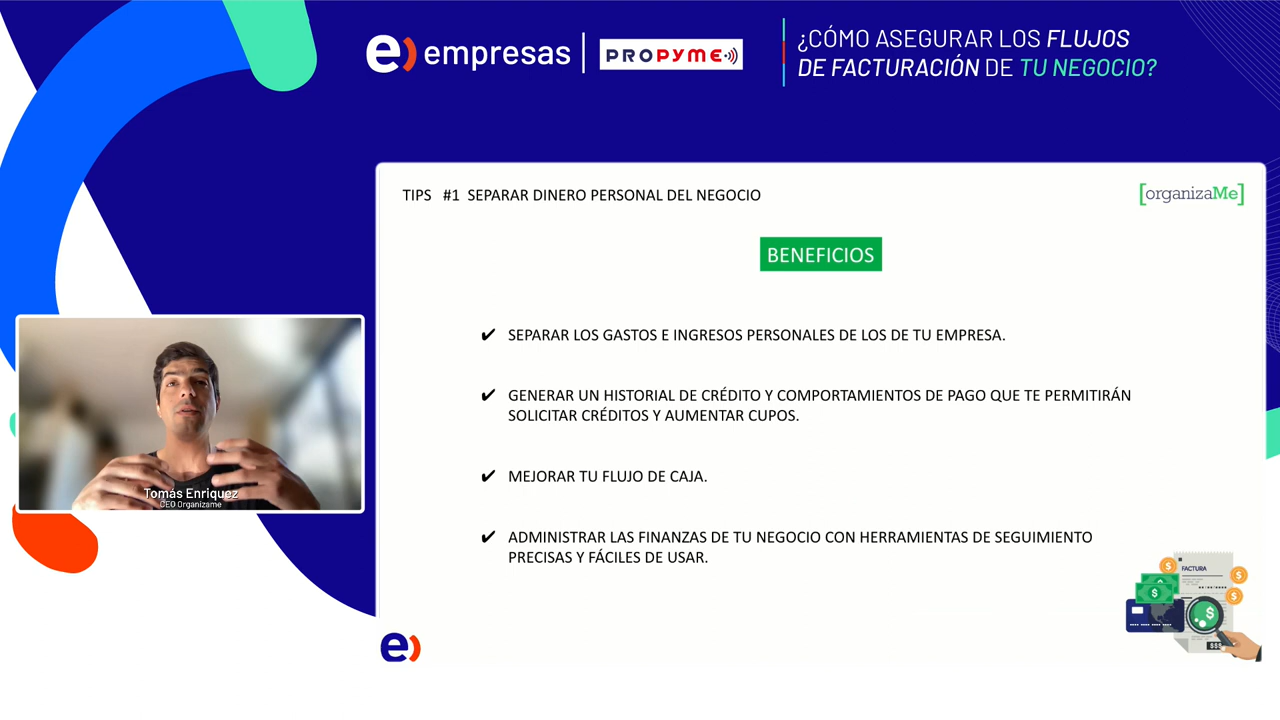 e) empresas
PROPYME
¿CÓMO ASEGURAR LOS FLUJOS
DE FACTURACIÓN DE TU NEGOCIO?
TIPS #1 SEPARAR DINERO PERSONAL DEL NEGOCIO
[organizaMe]
BENEFICIOS
✔ SEPARAR LOS GASTOS E INGRESOS PERSONALES DE LOS DE TU EMPRESA.
✔ GENERAR UN HISTORIAL DE CRÉDITO Y COMPORTAMIENTOS DE PAGO QUE TE PERMITIRÁN
SOLICITAR CRÉDITOS Y AUMENTAR CUPOS.
✔ MEJORAR TU FLUJO DE CAJA.
✔ ADMINISTRAR LAS FINANZAS DE TU NEGOCIO CON HERRAMIENTAS DE SEGUIMIENTO
PRECISAS Y FÁCILES DE USAR.
Tomás Enriquez
CEO Organizame
FACTURA
$$$
e)